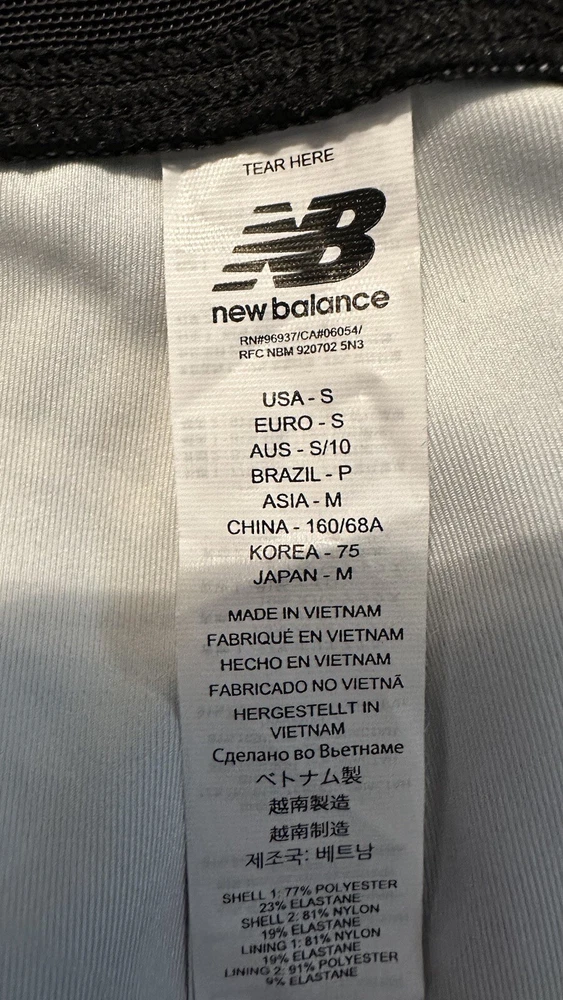 TEAR HERE
NB
new balance
RN#96937/CA#06054/
RFC NBM 920702 5N3
USA - S
EURO - S
AUS - S/10
BRAZIL - P
ASIA - M
CHINA - 160/68A
KOREA - 75
JAPAN - M
MADE IN VIETNAM
FABRIQUÉ EN VIETNAM
HECHO EN VIETNAM
FABRICADO NO VIETNÃ
HERGESTELLT IN
VIETNAM
Сделано во Вьетнаме
ベトナム製
越南製造
越南制造
제조국: 베트남
SHELL 1: 77% POLYESTER
23% ELASTANE
SHELL 2: 81% NYLON
19% ELASTANE
LINING 1: 81% NYLON
19% ELASTANE
LINING 2: 91% POLYESTER
9% ELASTANE